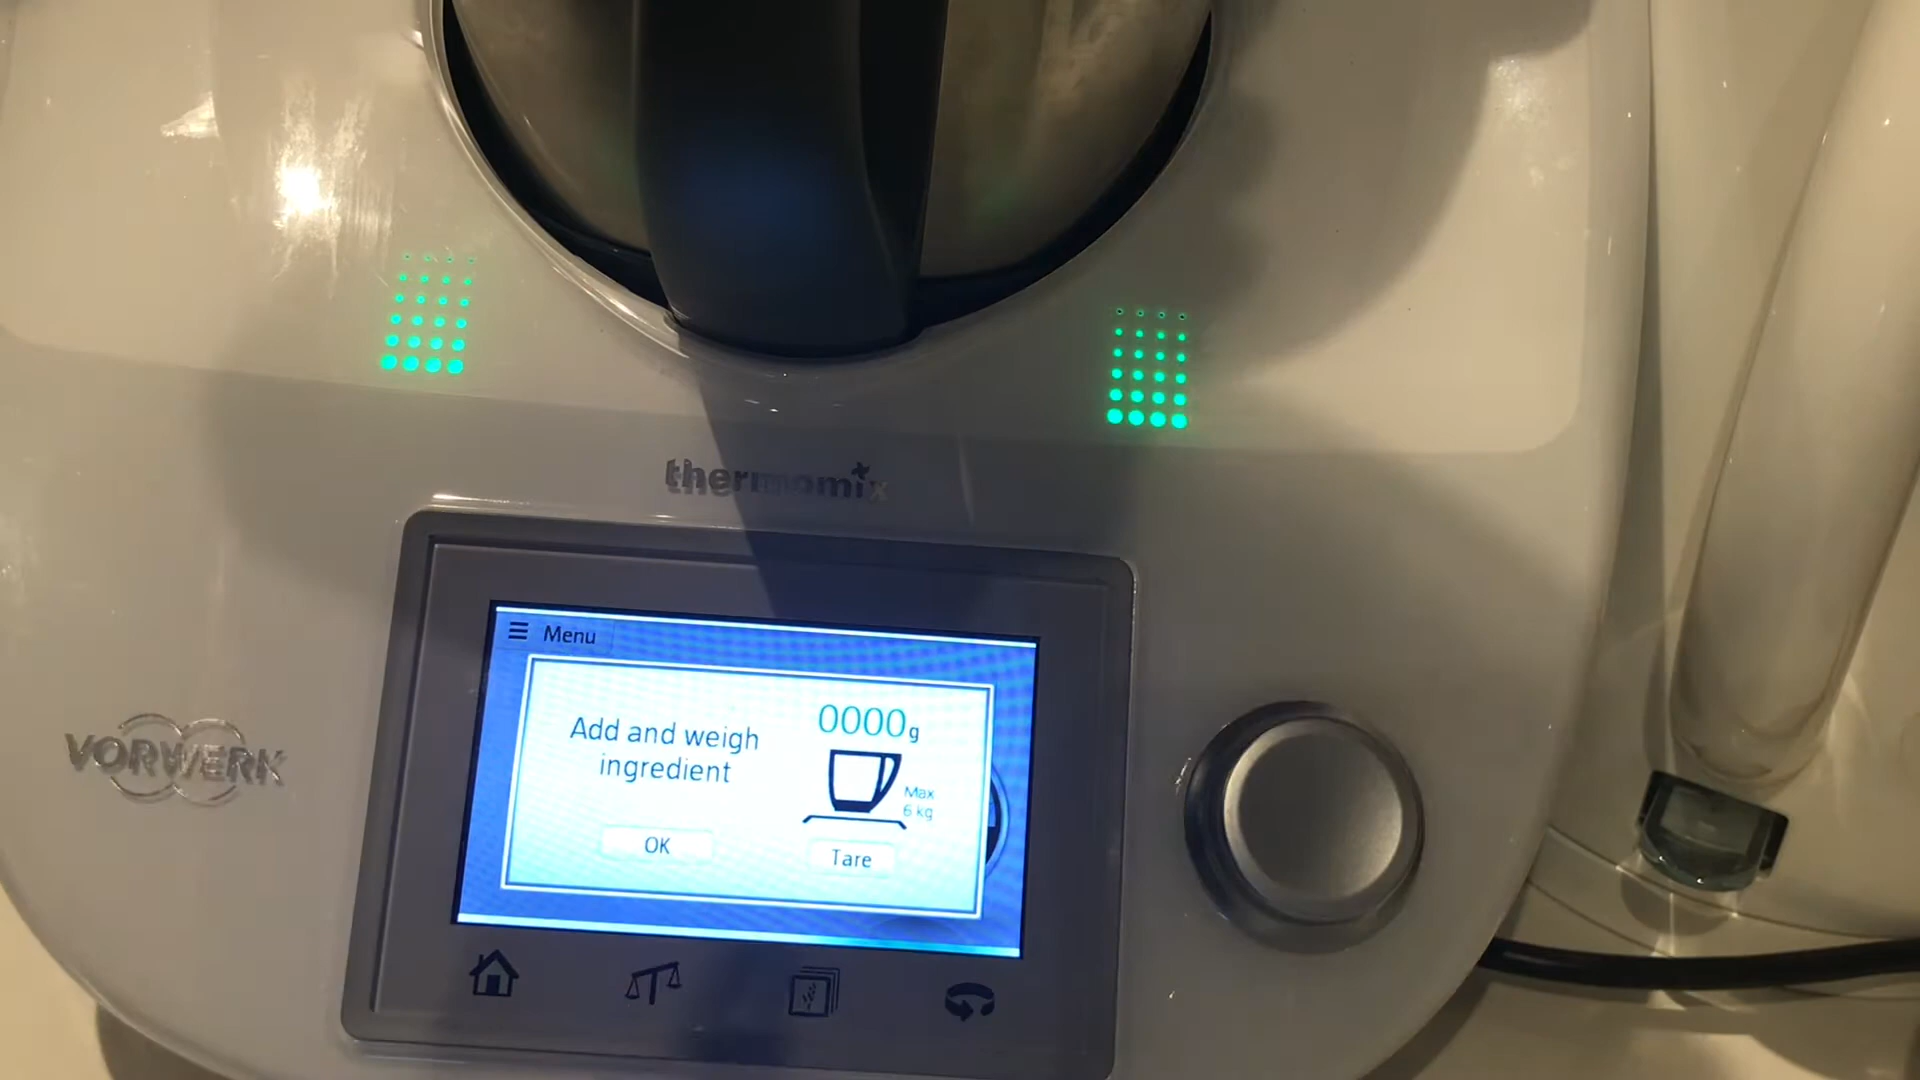 thermomix
VORWERK
Menu
Add and weigh
ingredient
0000g
Max
6 kg
OK
Tare